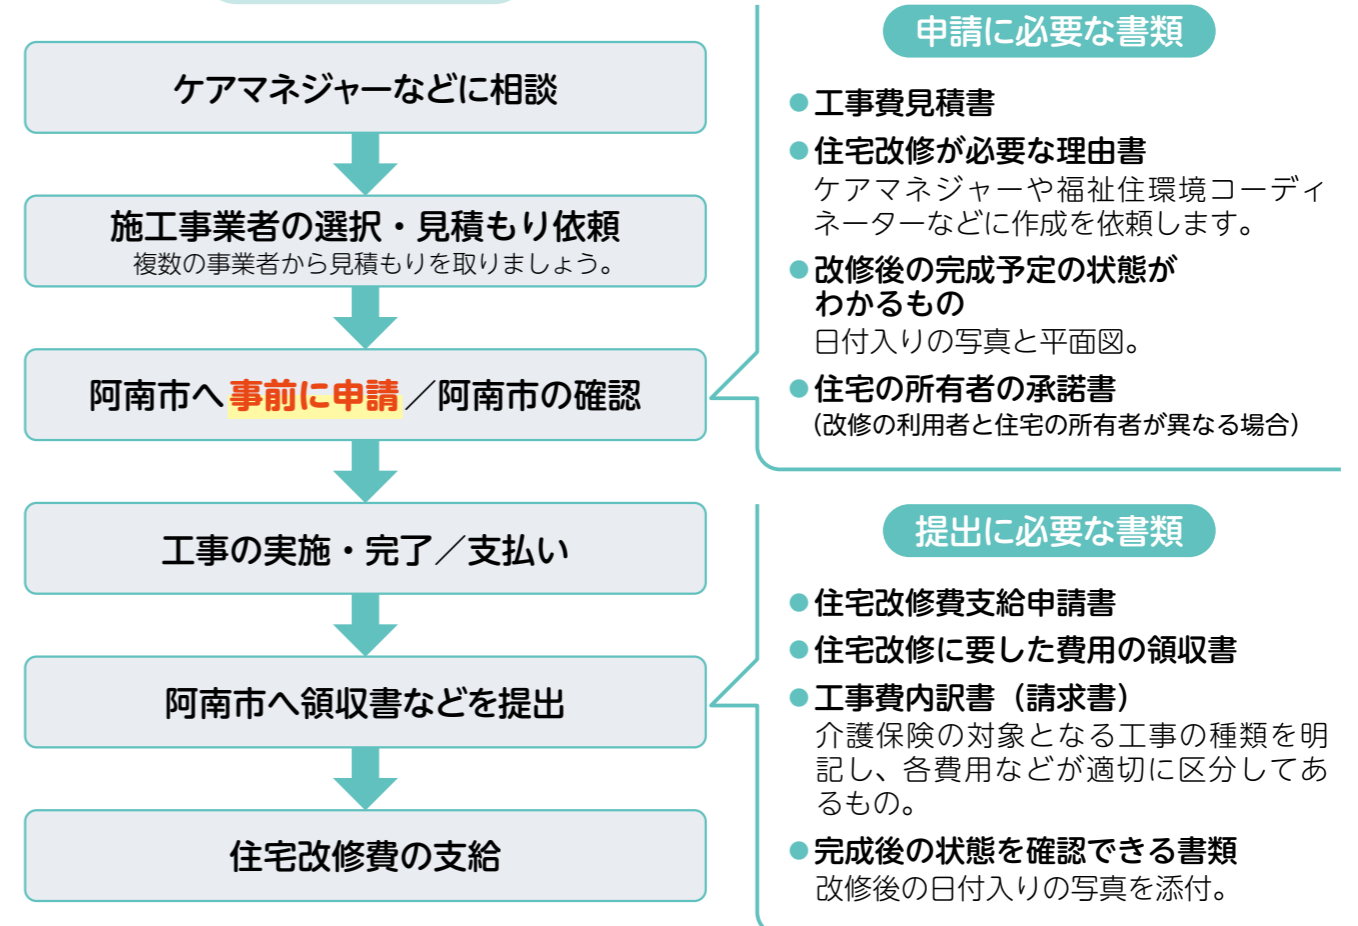 ケアマネジャーなどに相談
施工事業者の選択・見積もり依頼
複数の事業者から見積もりを取りましょう。
阿南市へ事前に申請／阿南市の確認
工事の実施・完了／支払い
阿南市へ領収書などを提出
住宅改修費の支給
申請に必要な書類
●工事費見積書
●住宅改修が必要な理由書
ケアマネジャーや福祉住環境コーディ
ネーターなどに作成を依頼します。
●改修後の完成予定の状態が
わかるもの
日付入りの写真と平面図。
●住宅の所有者の承諾書
（改修の利用者と住宅の所有者が異なる場合）
提出に必要な書類
●住宅改修費支給申請書
●住宅改修に要した費用の領収書
●工事費内訳書（請求書）
介護保険の対象となる工事の種類を明
記し、各費用などが適切に区分してあ
るもの。
●完成後の状態を確認できる書類
改修後の日付入りの写真を添付。